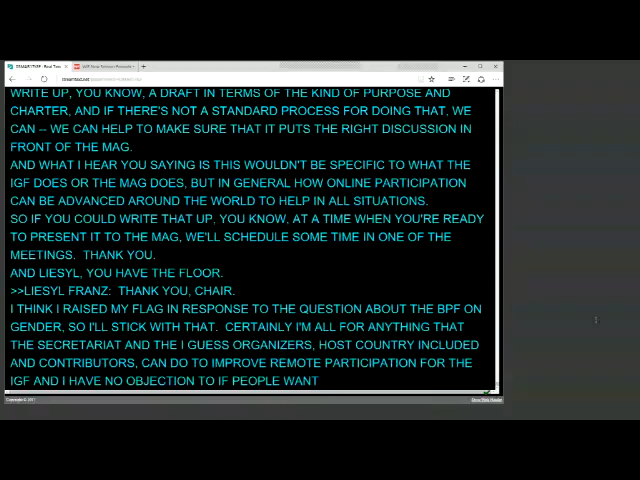 WRITE UP, YOU KNOW, A DRAFT IN TERMS OF THE KIND OF PURPOSE AND
CHARTER, AND IF THERE'S NOT A STANDARD PROCESS FOR DOING THAT, WE
CAN -- WE CAN HELP TO MAKE SURE THAT IT PUTS THE RIGHT DISCUSSION IN
FRONT OF THE MAG.
AND WHAT I HEAR YOU SAYING IS THIS WOULDN'T BE SPECIFIC TO WHAT THE
IGF DOES OR THE MAG DOES, BUT IN GENERAL HOW ONLINE PARTICIPATION
CAN BE ADVANCED AROUND THE WORLD TO HELP IN ALL SITUATIONS.
SO IF YOU COULD WRITE THAT UP, YOU KNOW. AT A TIME WHEN YOU'RE READY
TO PRESENT IT TO THE MAG, WE'LL SCHEDULE SOME TIME IN ONE OF THE
MEETINGS.  THANK YOU.
AND LIESYL, YOU HAVE THE FLOOR.
>>LIESYL FRANZ:  THANK YOU, CHAIR.
I THINK I RAISED MY FLAG IN RESPONSE TO THE QUESTION ABOUT THE BPF ON
GENDER, SO I'LL STICK WITH THAT.  CERTAINLY I'M ALL FOR ANYTHING THAT
THE SECRETARIAT AND THE I GUESS ORGANIZERS, HOST COUNTRY INCLUDED
AND CONTRIBUTORS, CAN DO TO IMPROVE REMOTE PARTICIPATION FOR THE
IGF AND I HAVE NO OBJECTION TO IF PEOPLE WANT